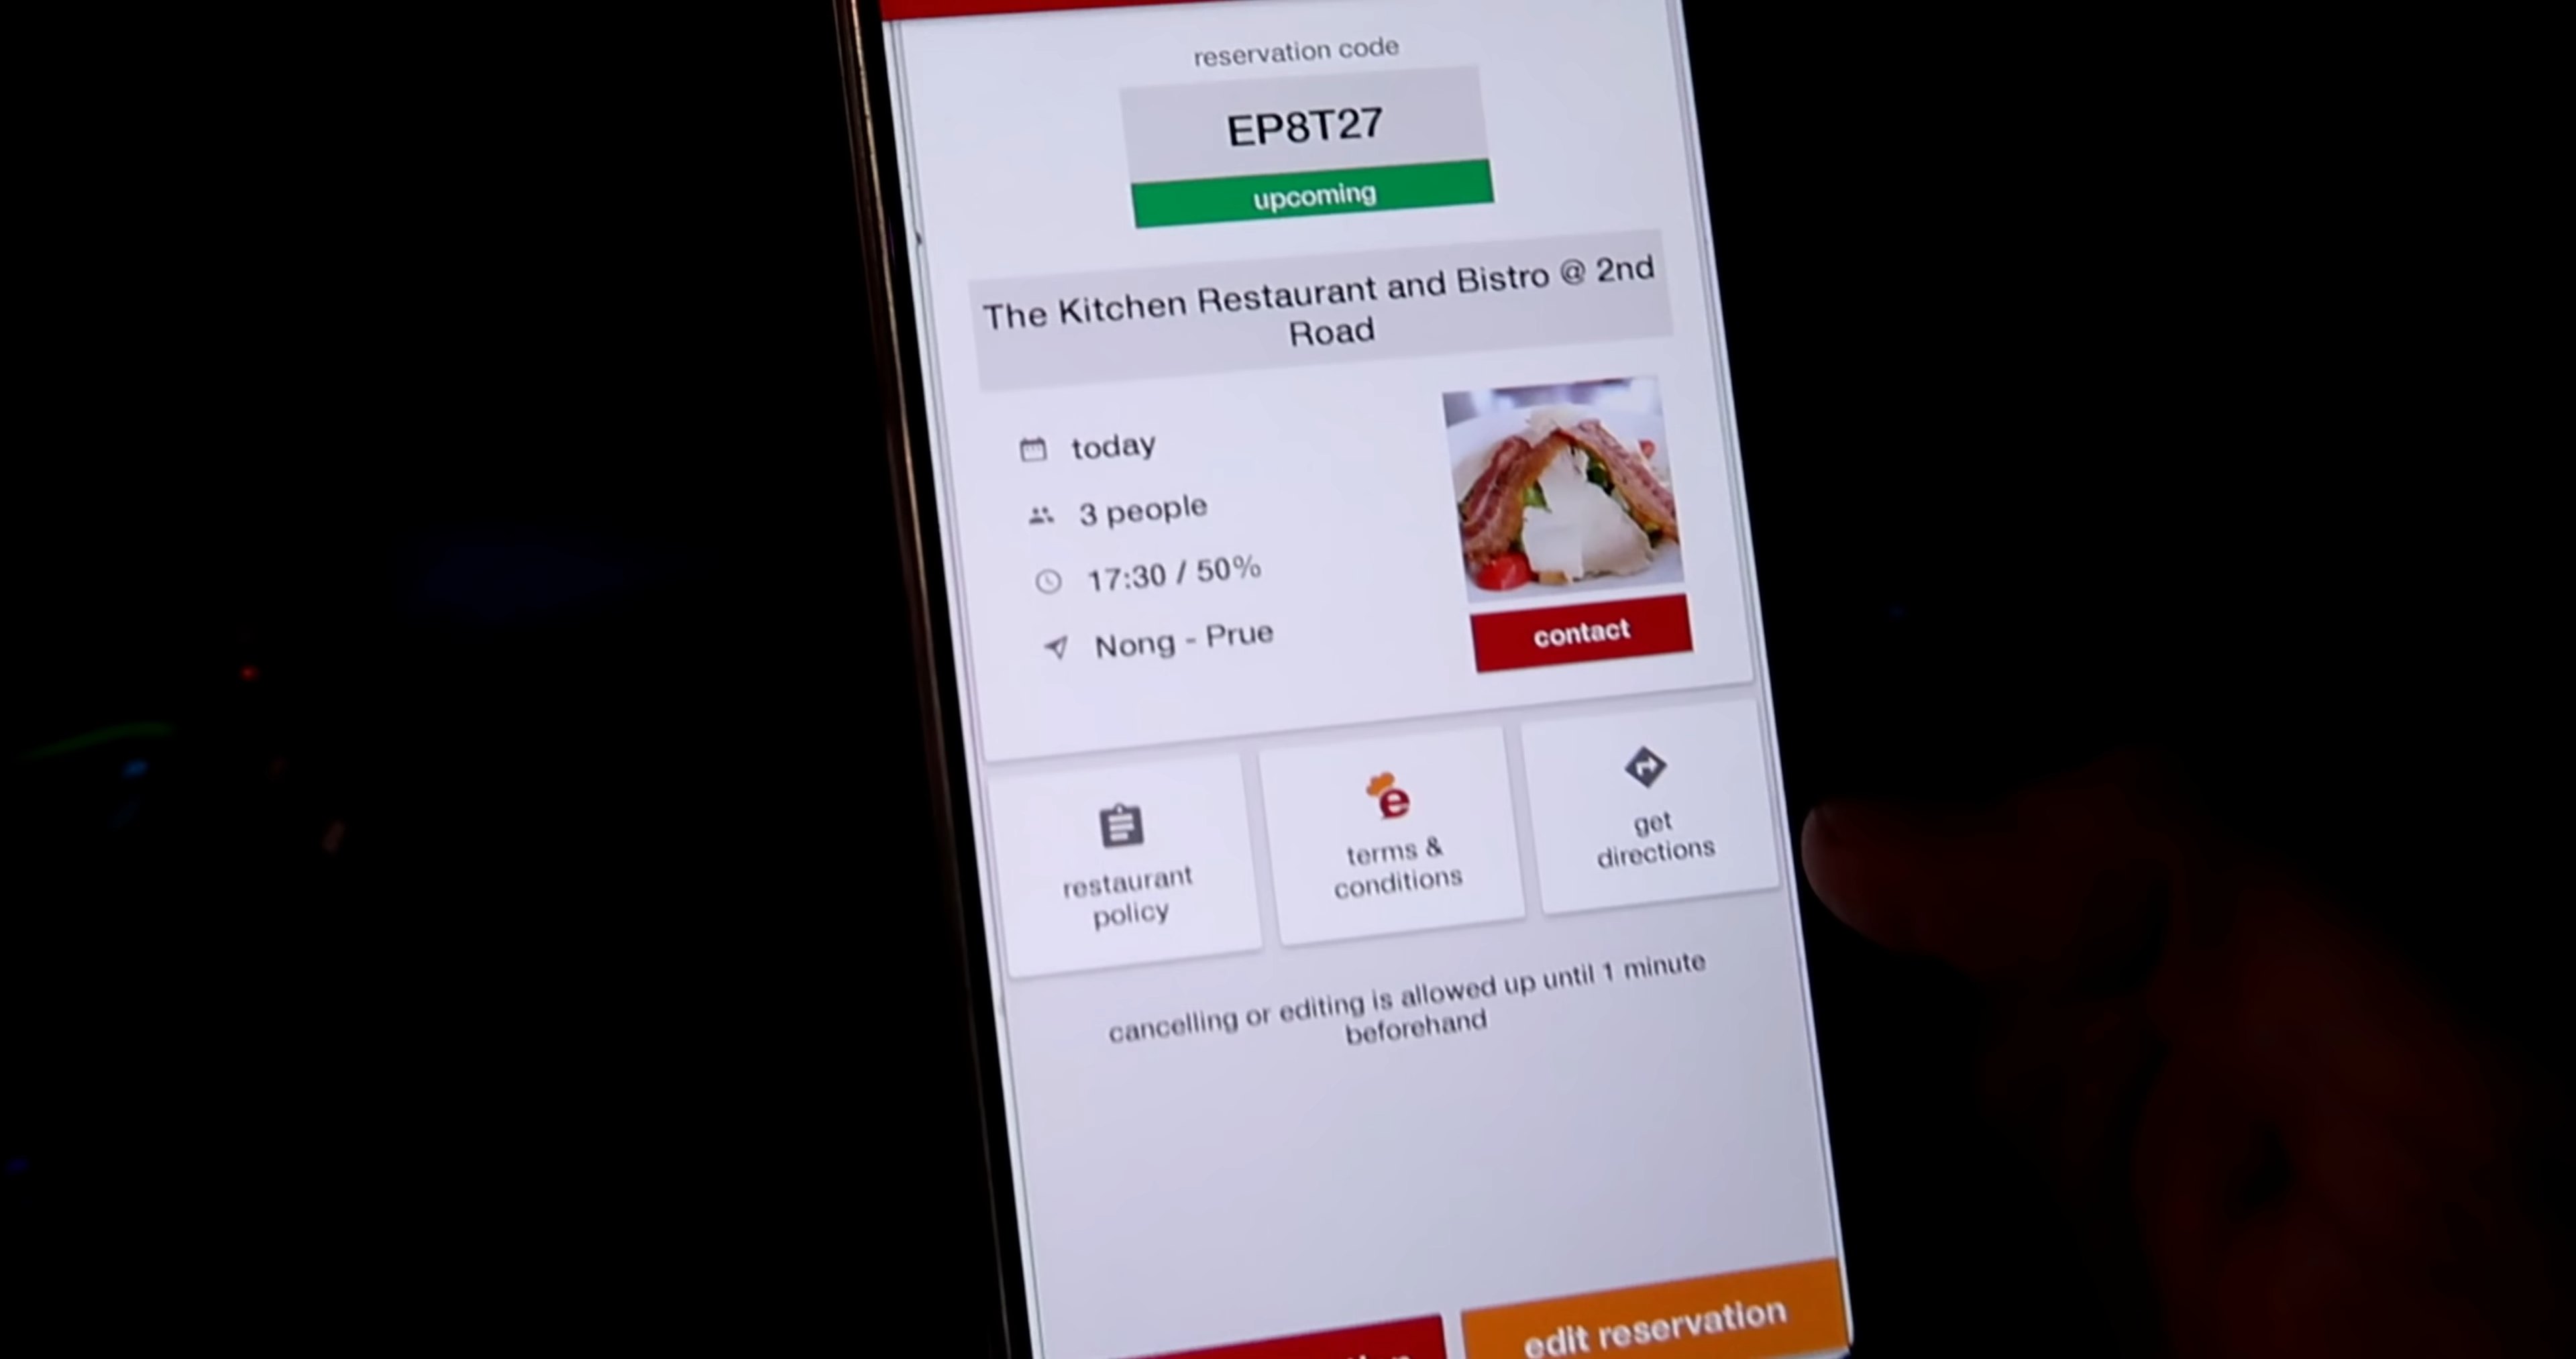 reservation code
EP8T27
upcoming
The Kitchen Restaurant and Bistro @ 2nd
Road
today
3 people
17:30 / 50%
Nong - Prue
contact
restaurant
policy
e
terms &
conditions
get
directions
cancelling or editing is allowed up until 1 minute
beforehand
edit reservation